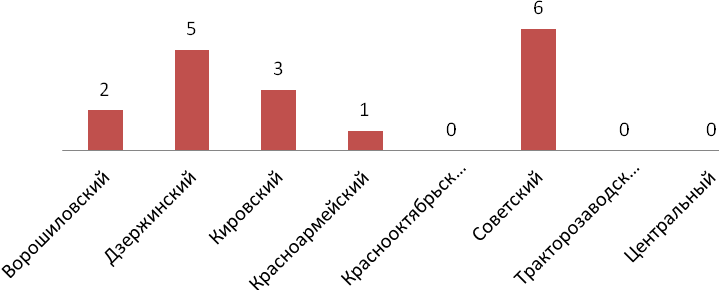 2
5
3
1
0
6
0
0
Ворошиловский
Дзержинский
Кировский
Красноармейский
Краснооктябрьск…
Советский
Тракторозаводск…
Центральный